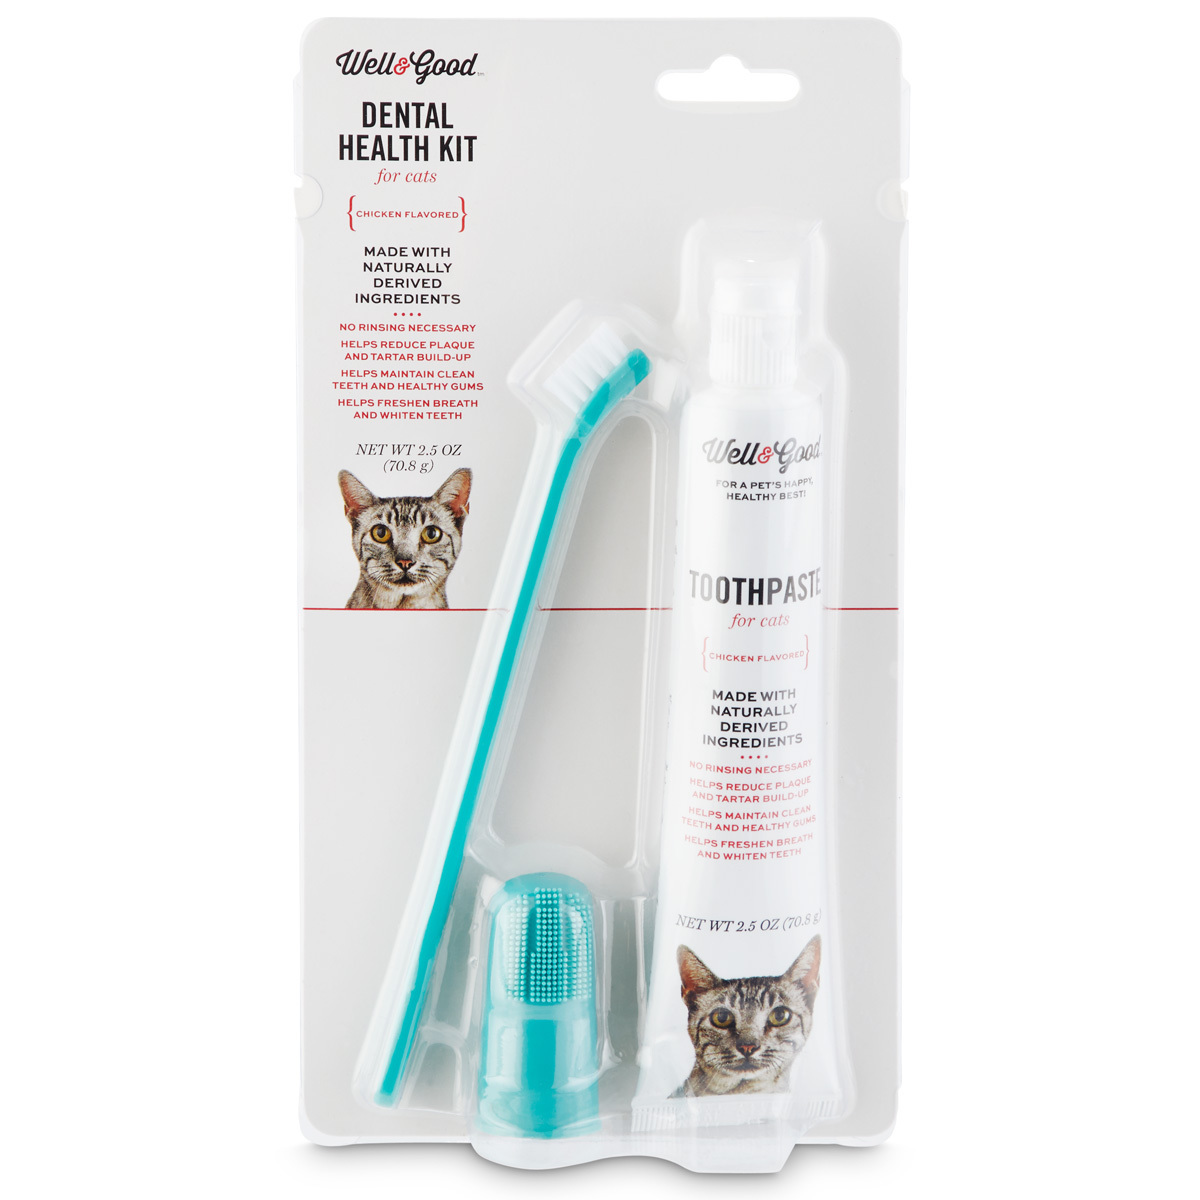 Well & Good
DENTAL
HEALTH KIT
for cats
{CHICKEN FLAVORED}
MADE WITH
NATURALLY
DERIVED
INGREDIENTS
NO RINSING NECESSARY
HELPS REDUCE PLAQUE
AND TARTAR BUILD-UP
HELPS MAINTAIN CLEAN
TEETH AND HEALTHY GUMS
HELPS FRESHEN BREATH
AND WHITEN TEETH
NET WT 2.5 OZ
(70.8 g)
Well & Good
FOR A PET'S HAPPY,
HEALTHY BEST!
TOOTHPASTE
for cats
{CHICKEN FLAVORED}
MADE WITH
NATURALLY
DERIVED
INGREDIENTS
NO RINSING NECESSARY
HELPS REDUCE PLAQUE
AND TARTAR BUILD-UP
HELPS MAINTAIN CLEAN
TEETH AND HEALTHY GUMS
HELPS FRESHEN BREATH
AND WHITEN TEETH
NET WT 2.5 OZ (70.8 g)